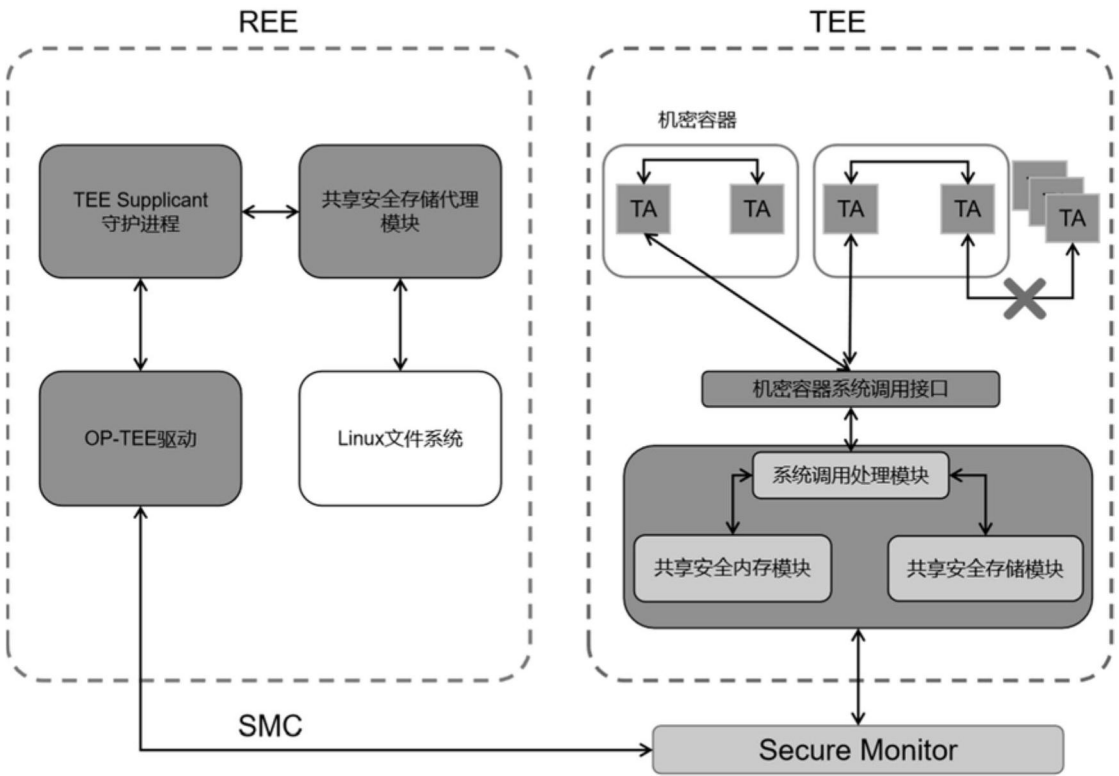 REE
TEE
TEE Supplicant
守护进程
共享安全存储代理
模块
OP-TEE驱动
Linux文件系统
机密容器
TA
TA
TA
TA
TA
机密容器系统调用接口
系统调用处理模块
共享安全内存模块
共享安全存储模块
SMC
Secure Monitor